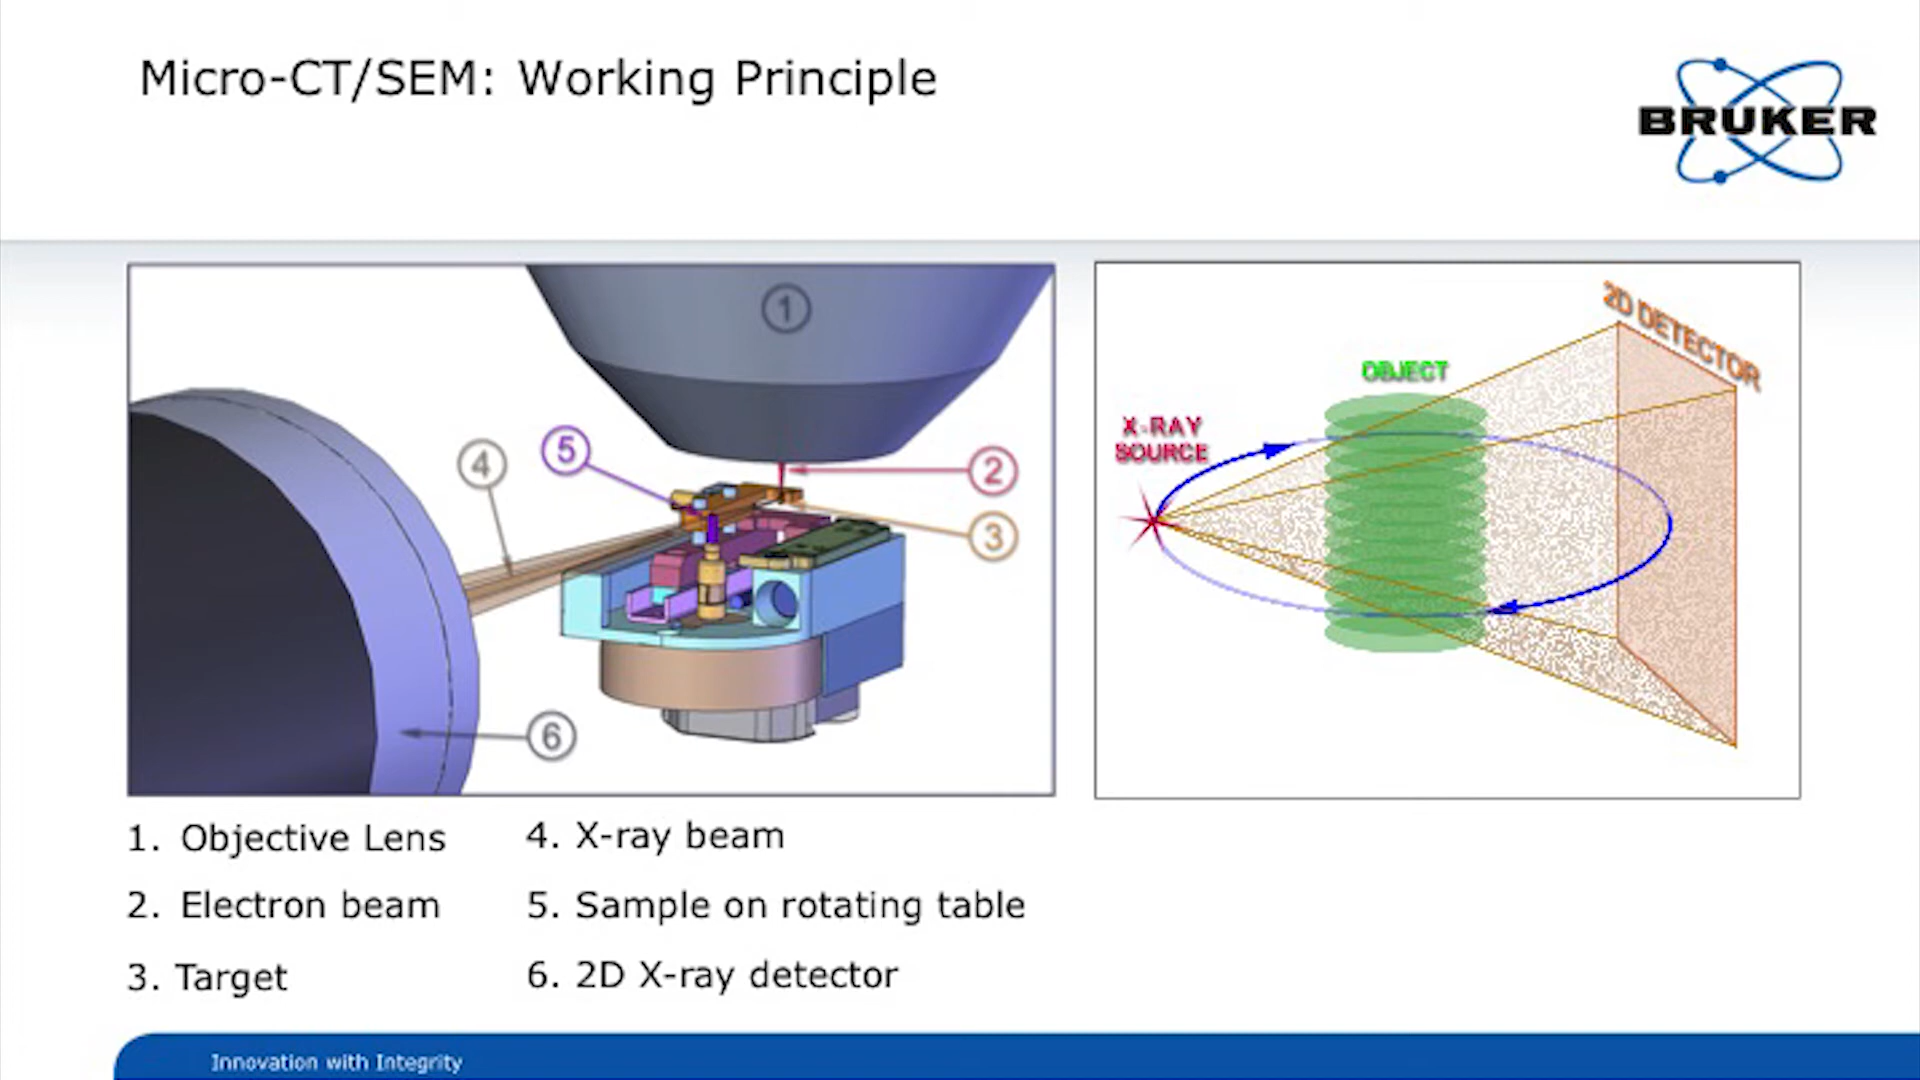 Micro-CT/SEM: Working Principle
BRUKER
1
2
3
4
5
6
X-RAY
SOURCE
OBJECT
2D DETECTOR
1. Objective Lens
2. Electron beam
3. Target
4. X-ray beam
5. Sample on rotating table
6. 2D X-ray detector
Innovation with Integrity